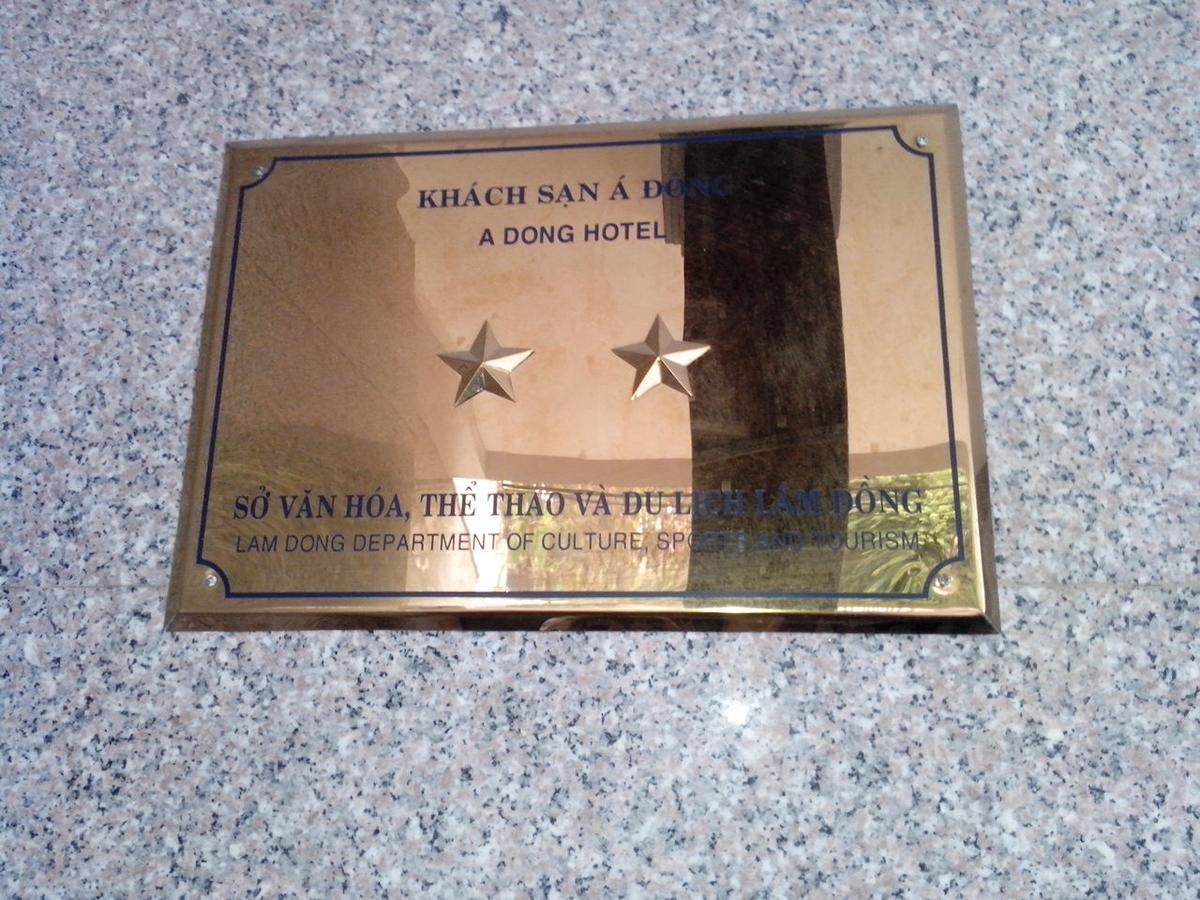 KHÁCH SẠN Á ĐÔNG
A DONG HOTEL
SỞ VĂN HÓA, THỂ THAO VÀ DU LỊCH LÂM ĐỒNG
LAM DONG DEPARTMENT OF CULTURE, SPORTS AND TOURISM